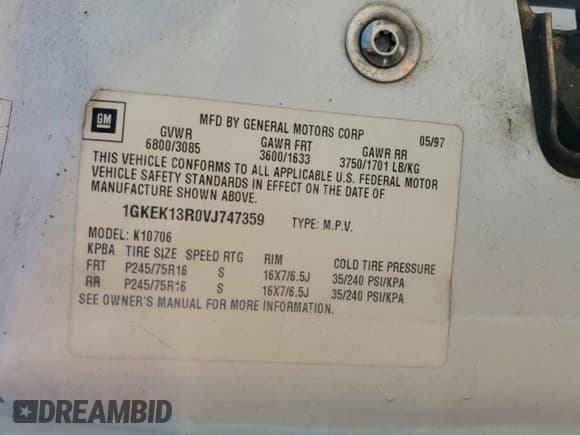 GM
MFD BY GENERAL MOTORS CORP 05/97
GVWR GAWR FRT GAWR RR
6800/3085 3600/1633 3750/1701 LB/KG
THIS VEHICLE CONFORMS TO ALL APPLICABLE U.S. FEDERAL MOTOR
VEHICLE SAFETY STANDARDS IN EFFECT ON THE DATE OF
MANUFACTURE SHOWN ABOVE.
1GKEK13R0VJ747359 TYPE: M.P.V.
MODEL: K10706
KPBA TIRE SIZE SPEED RTG RIM COLD TIRE PRESSURE
FRT P245/75R16 S 16X7/6.5J 35/240 PSI/KPA
RR P245/75R16 S 16X7/6.5J 35/240 PSI/KPA
SEE OWNER'S MANUAL FOR MORE INFORMATION.
DREAMBID